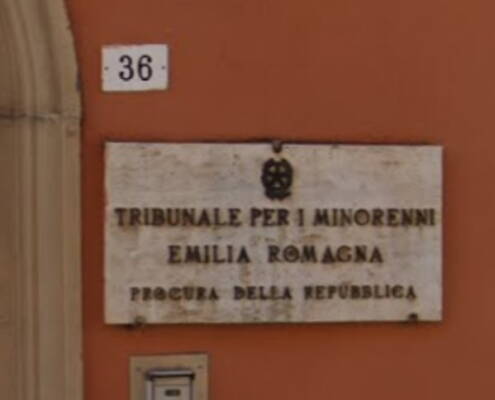 36
TRIBUNALE PER I MINORENNI
EMILIA ROMAGNA
PROCURA DELLA REPUBBLICA